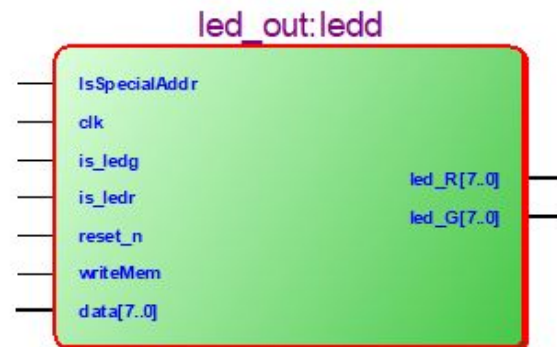 led_out:ledd
IsSpecialAddr
clk
is_ledg
is_ledr
reset_n
writeMem
data[7..0]
led_R[7..0]
led_G[7..0]